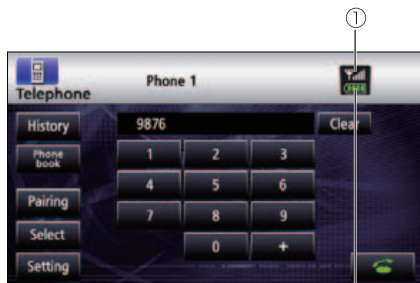 ①
Telephone Phone 1
History 9876 Clear
Phone book
1 2 3
4 5 6
Pairing
7 8 9
Select
0 +
Setting